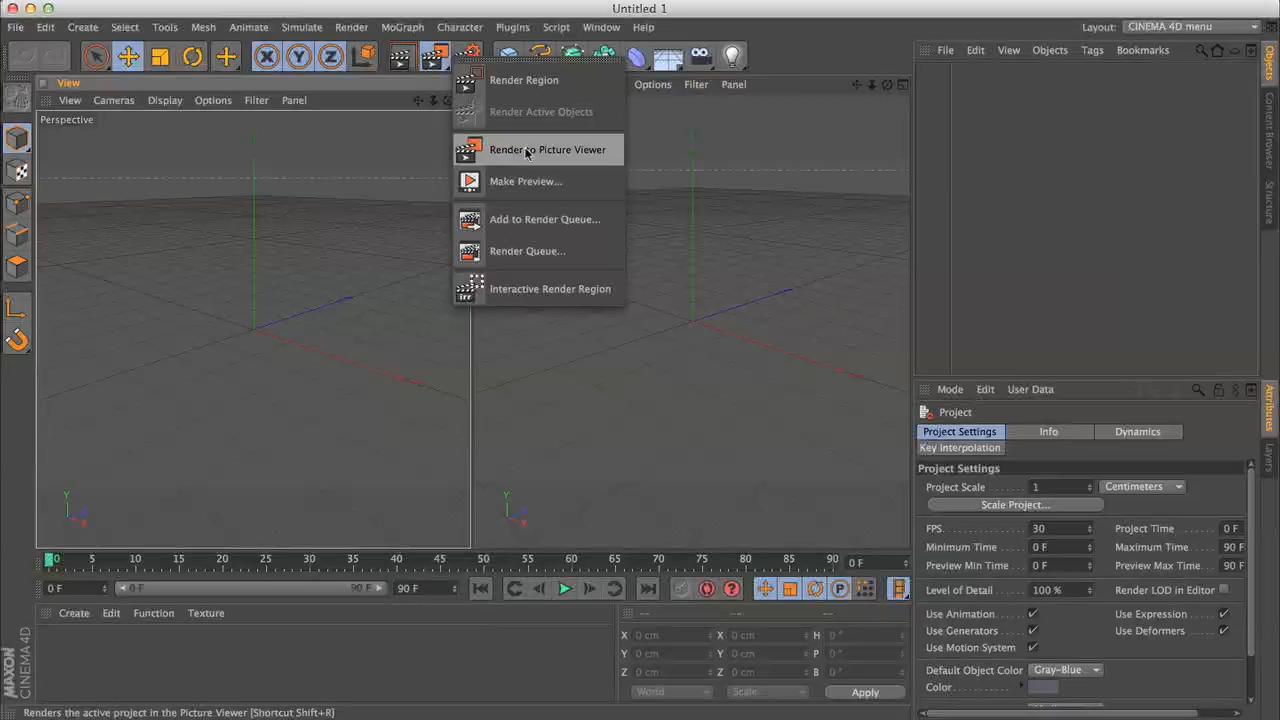 Untitled 1
File Edit Create Select Tools Mesh Animate Simulate Render MoGraph Character Plugins Script Window Help Layout: CINEMA 4D menu
X Y Z
File Edit View Objects Tags Bookmarks
View
Options Filter Panel
View Cameras Display Options Filter Panel
Perspective
Render Region
Render Active Objects
Render to Picture Viewer
Make Preview...
Add to Render Queue...
Render Queue...
Interactive Render Region
Objects
Content Browser
Structure
Mode Edit User Data
Project
Project Settings Info Dynamics
Key Interpolation
Project Settings
Project Scale 1 Centimeters
Scale Project...
FPS 30 Project Time 0 F
Minimum Time 0 F Maximum Time 90 F
Preview Min Time 0 F Preview Max Time 90 F
Level of Detail 100 % Render LOD in Editor
Use Animation Use Expression
Use Generators Use Deformers
Use Motion System
Default Object Color Gray-Blue
Color
Attributes
Layers
Y Z X
Y Z X
0 5 10 15 20 25 30 35 40 45 50 55 60 65 70 75 80 85 90 0 F
0 F 0 F 90 F 90 F
Create Edit Function Texture
-- -- --
X 0 cm X 0 cm H 0 °
Y 0 cm Y 0 cm P 0 °
Z 0 cm Z 0 cm B 0 °
World Scale Apply
MAXON
CINEMA 4D
Renders the active project in the Picture Viewer [Shortcut Shift+R]